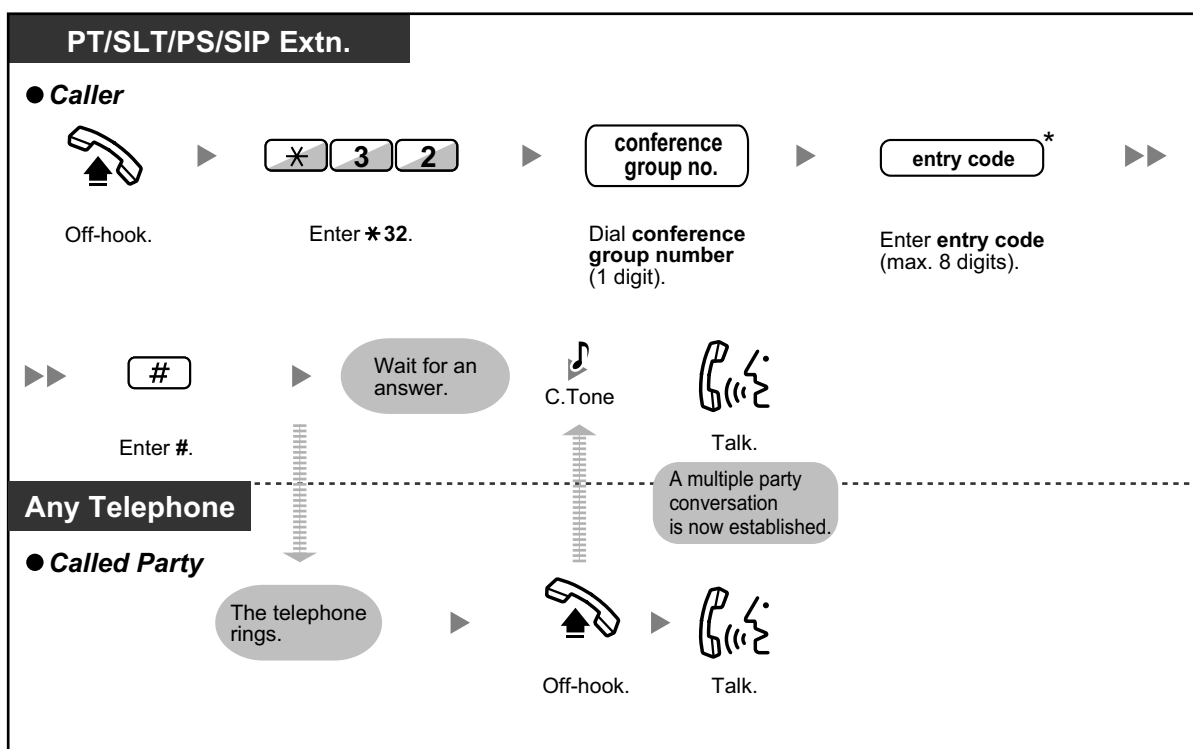 PT/SLT/PS/SIP Extn.
● Caller
✳ 3 2
conference
group no.
entry code *
Off-hook.
Enter ✳32.
Dial conference
group number
(1 digit).
Enter entry code
(max. 8 digits).
#
Wait for an
answer.
C.Tone
Enter #.
Talk.
A multiple party
conversation
is now established.
Any Telephone
● Called Party
The telephone
rings.
Off-hook.
Talk.